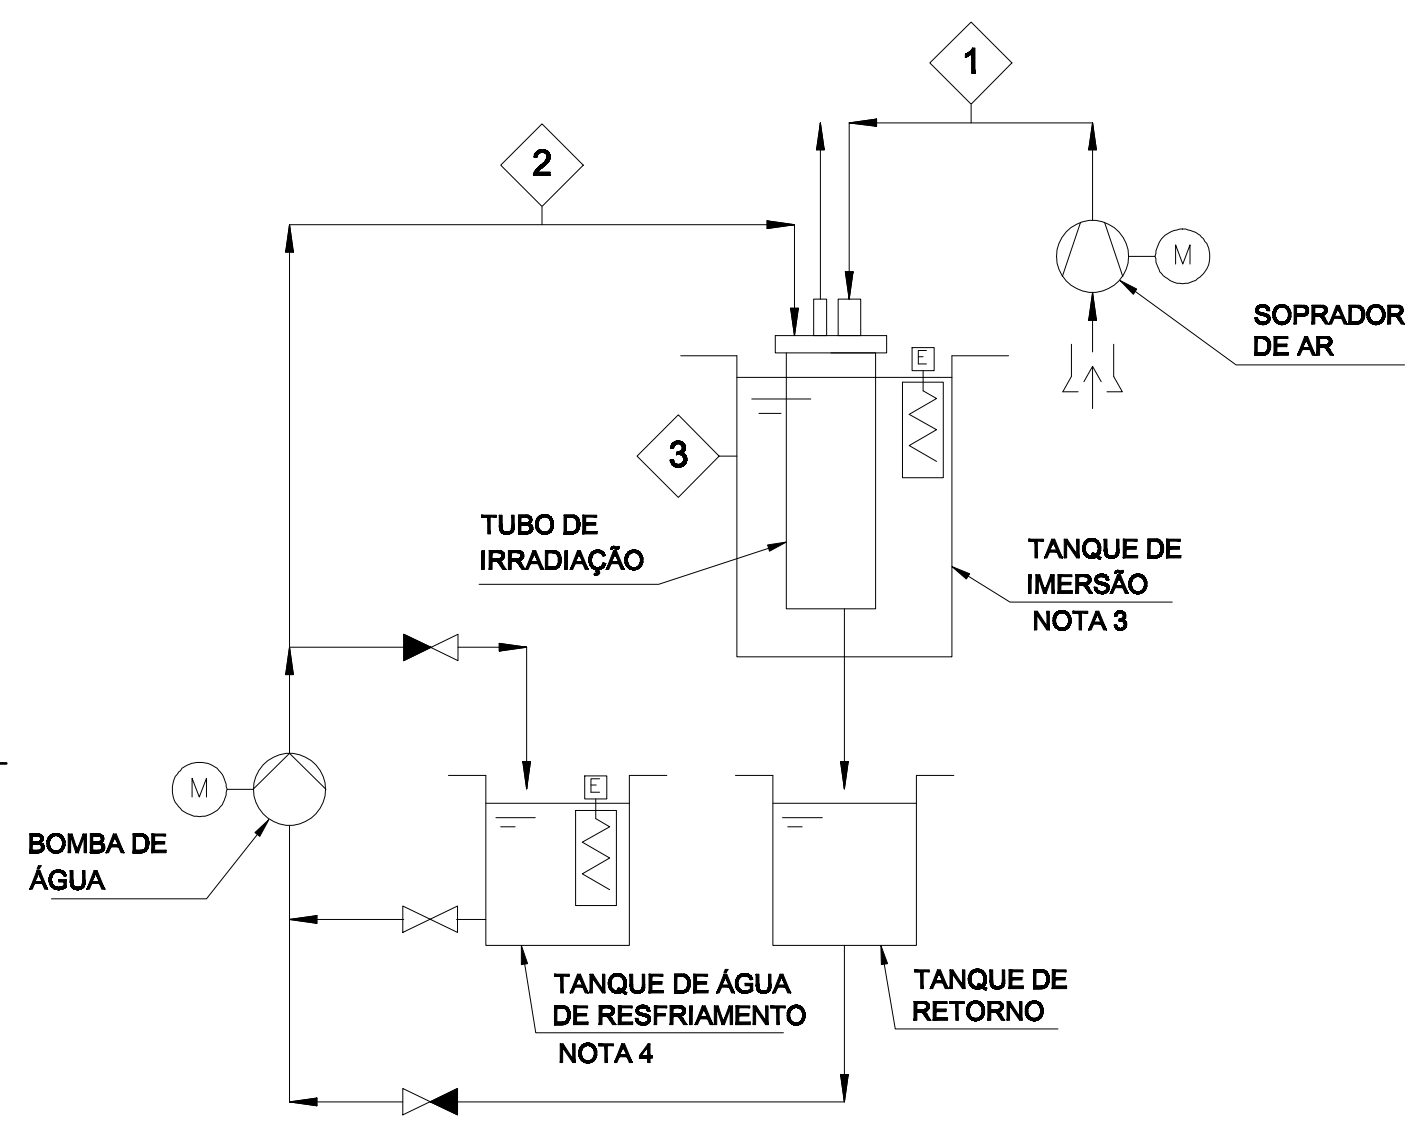 1
2
M
SOPRADOR
DE AR
E
3
TUBO DE
IRRADIAÇÃO
TANQUE DE
IMERSÃO
NOTA 3
M
E
BOMBA DE
ÁGUA
TANQUE DE ÁGUA
DE RESFRIAMENTO
NOTA 4
TANQUE DE
RETORNO